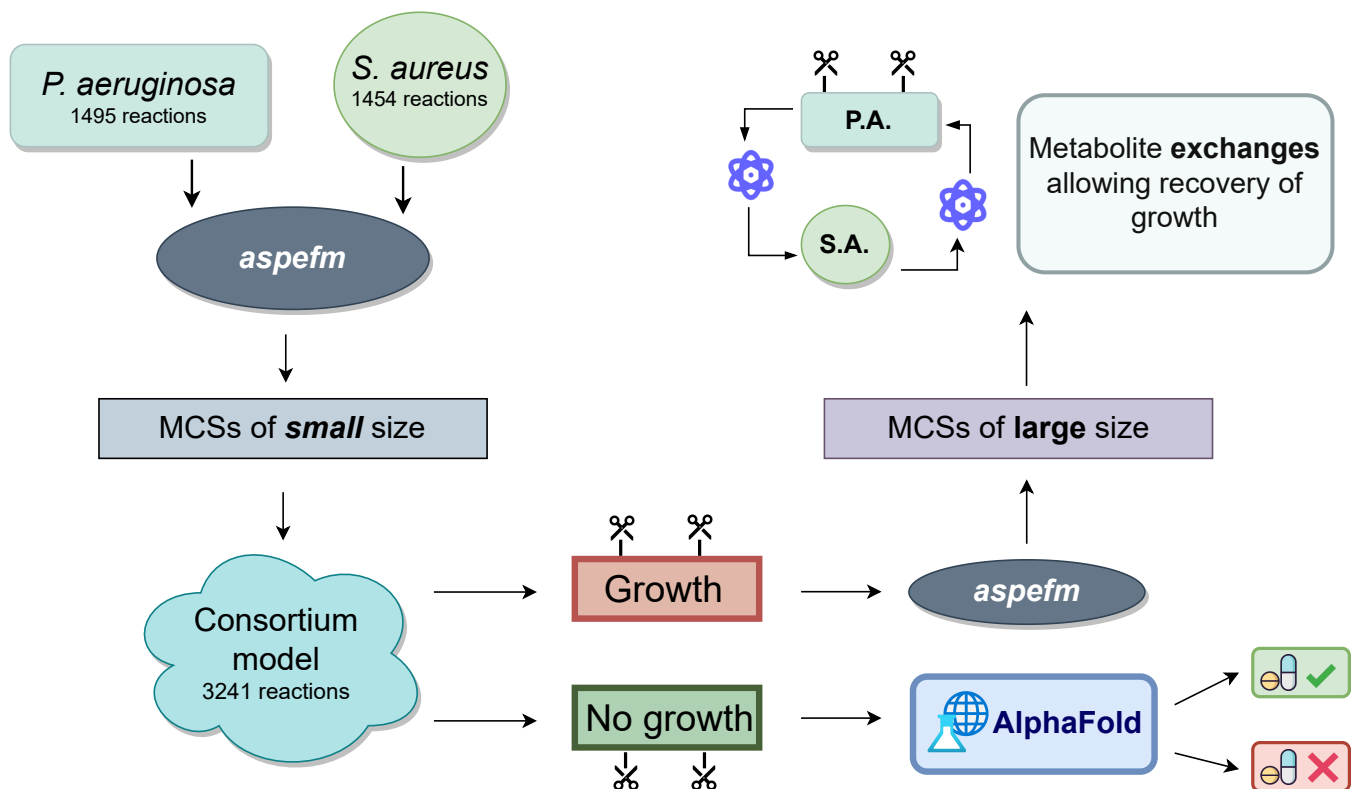 P. aeruginosa
1495 reactions
S. aureus
1454 reactions
aspefm
MCSs of small size
Consortium
model
3241 reactions
Growth
No growth
aspefm
AlphaFold
MCSs of large size
P.A.
S.A.
Metabolite exchanges
allowing recovery of
growth